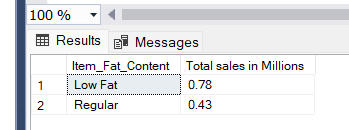 100 %
Results Messages
Item_Fat_Content Total sales in Millions
1 Low Fat 0.78
2 Regular 0.43